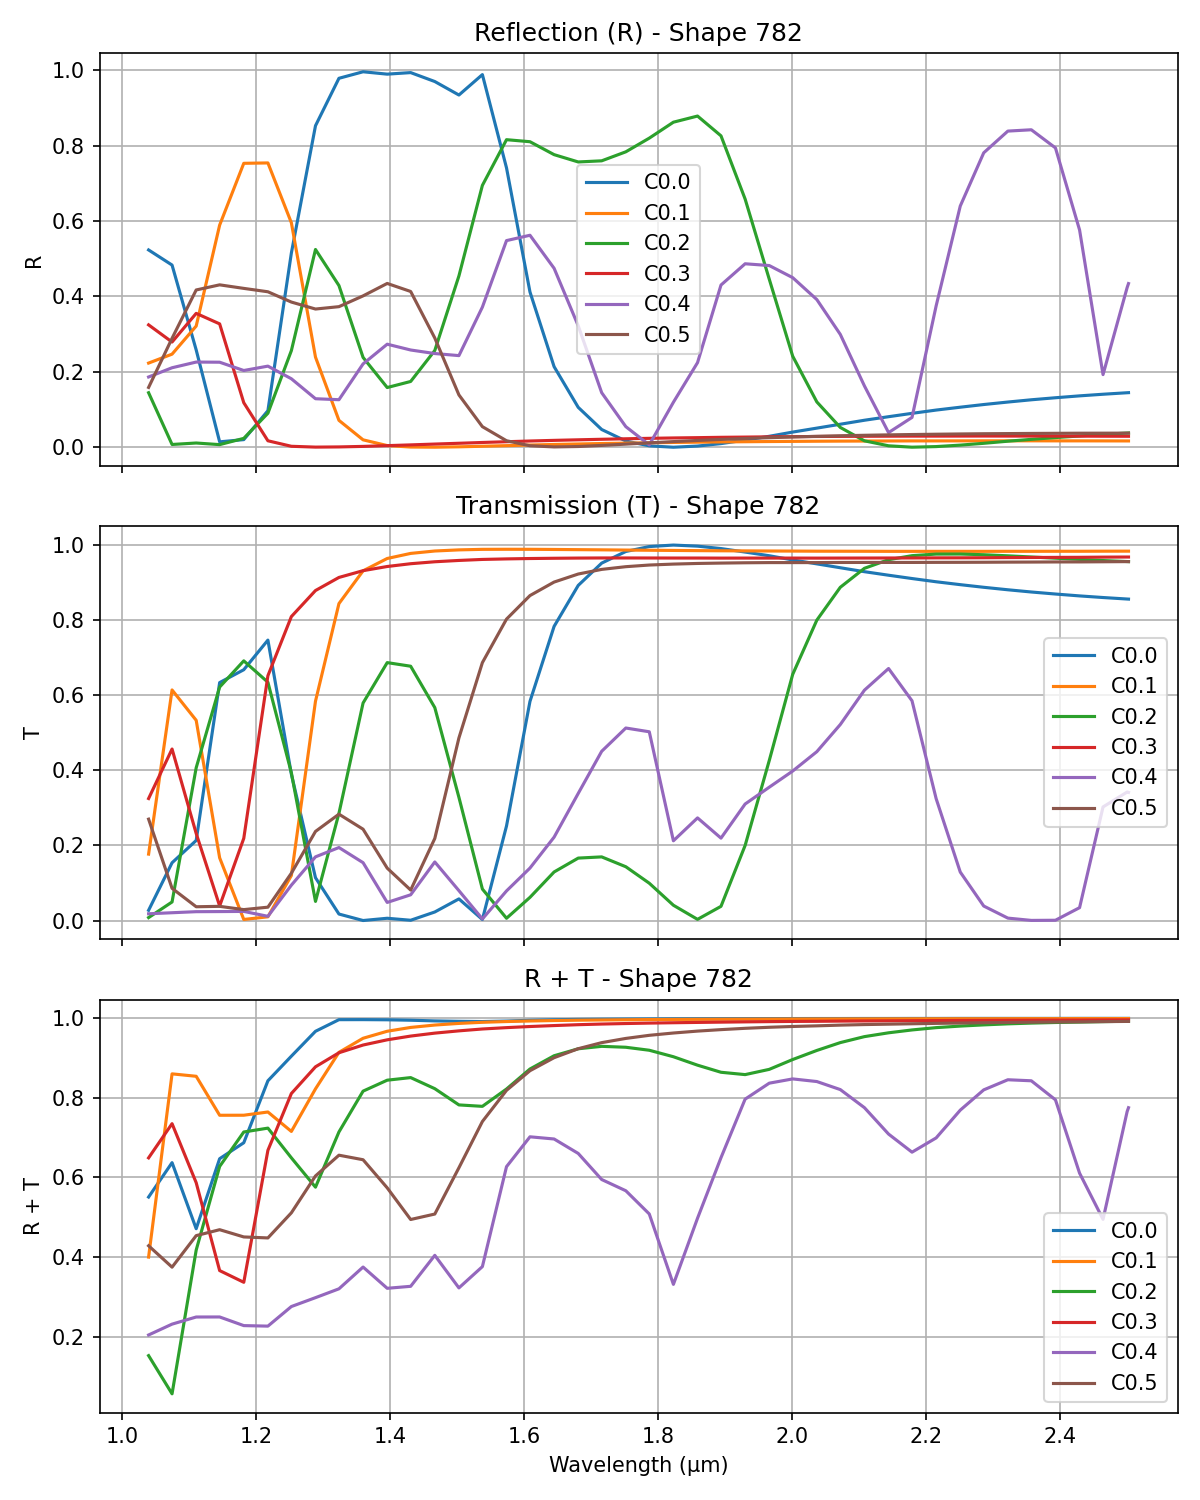 Reflection (R) - Shape 782
1.0
0.8
0.6
0.4
0.2
0.0
R
C0.0
C0.1
C0.2
C0.3
C0.4
C0.5
Transmission (T) - Shape 782
1.0
0.8
0.6
0.4
0.2
0.0
T
C0.0
C0.1
C0.2
C0.3
C0.4
C0.5
R + T - Shape 782
1.0
0.8
0.6
0.4
0.2
R + T
C0.0
C0.1
C0.2
C0.3
C0.4
C0.5
1.0 1.2 1.4 1.6 1.8 2.0 2.2 2.4
Wavelength (μm)